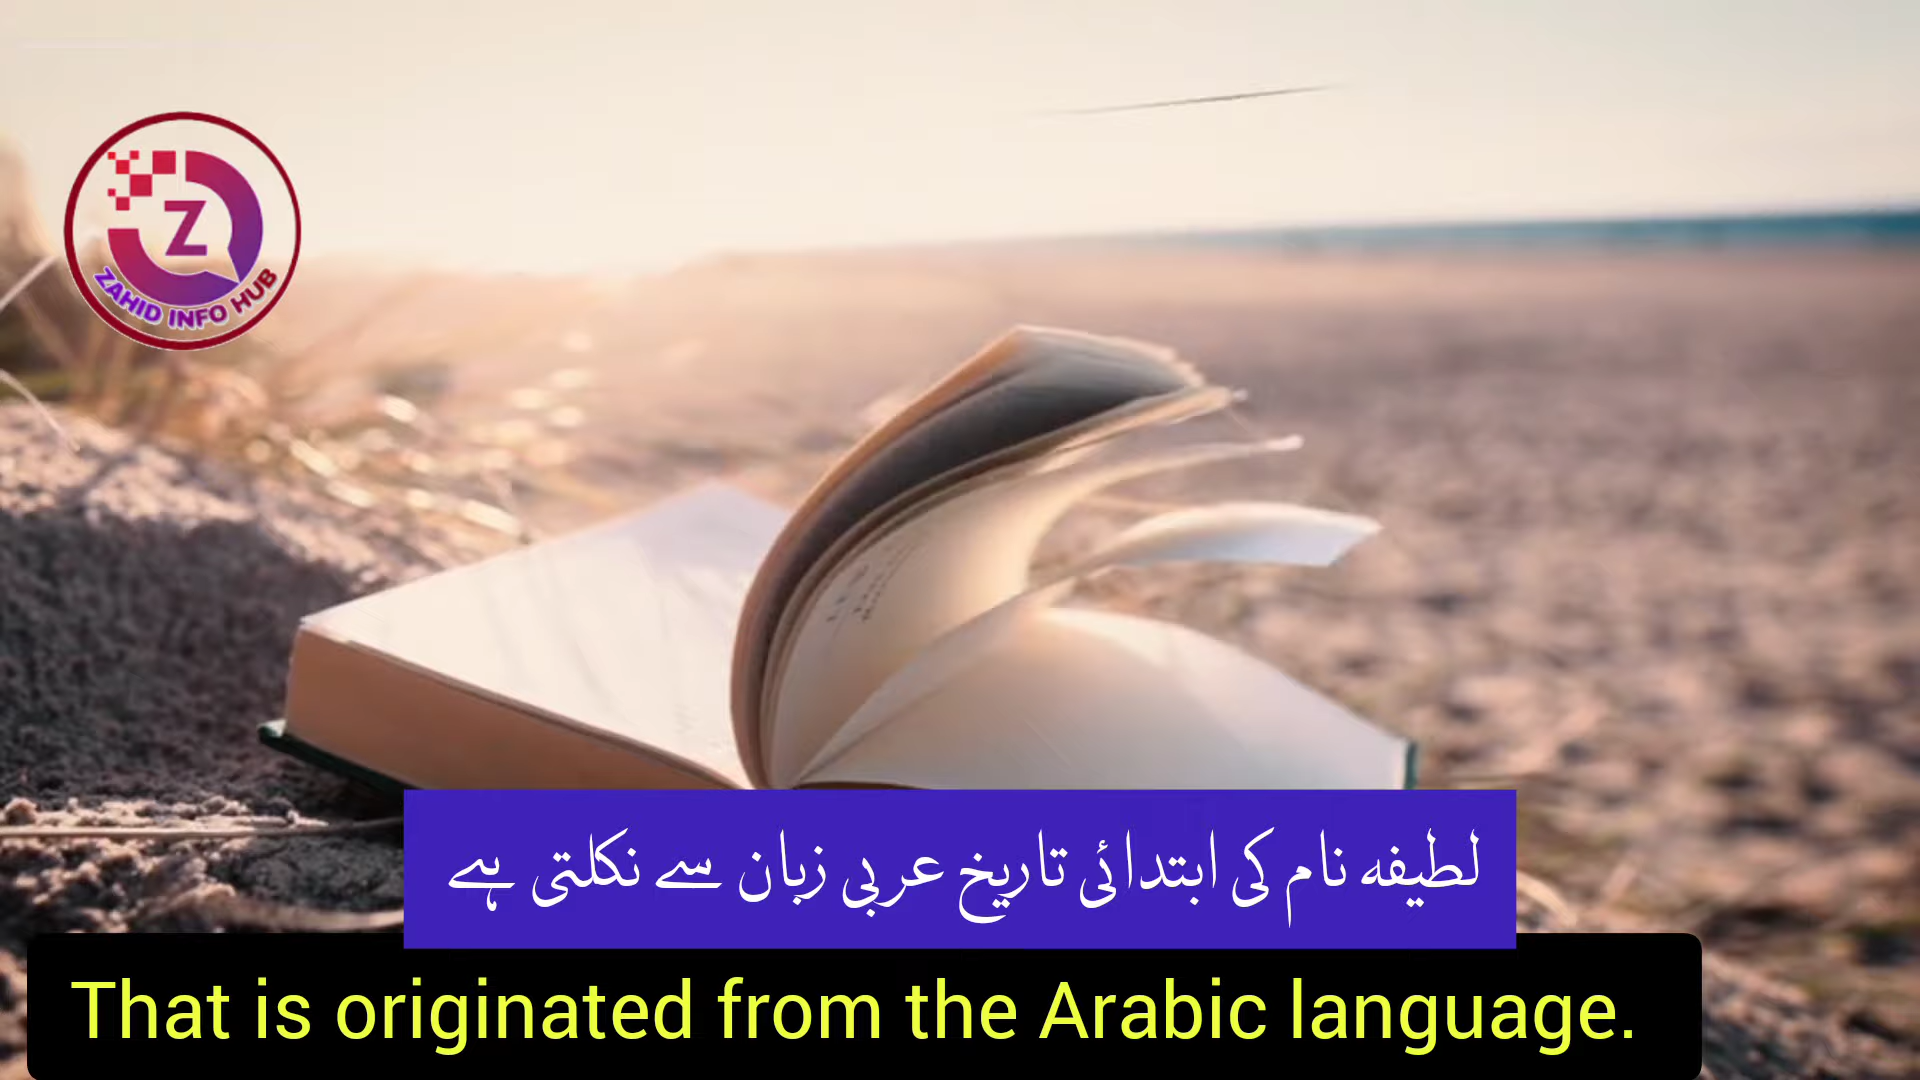 Z
ZAHID INFO HUB
لطیفہ نام کی ابتدائی تاریخ عربی زبان سے نکلتی ہے
That is originated from the Arabic language.